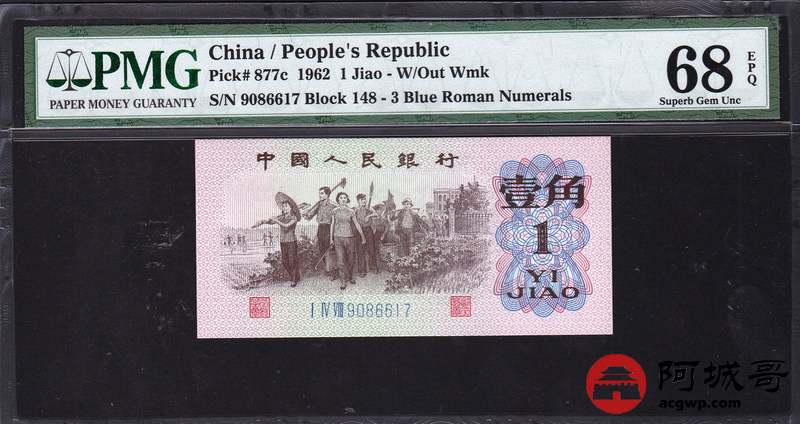 PMG
PAPER MONEY GUARANTY
China / People's Republic
Pick# 877c 1962 1 Jiao - W/Out Wmk
S/N 9086617 Block 148 - 3 Blue Roman Numerals
68
EPQ
Superb Gem Unc
中國人民銀行
壹角
1
YI
JIAO
I IV VIII 9086617
阿城哥
acgwp.com